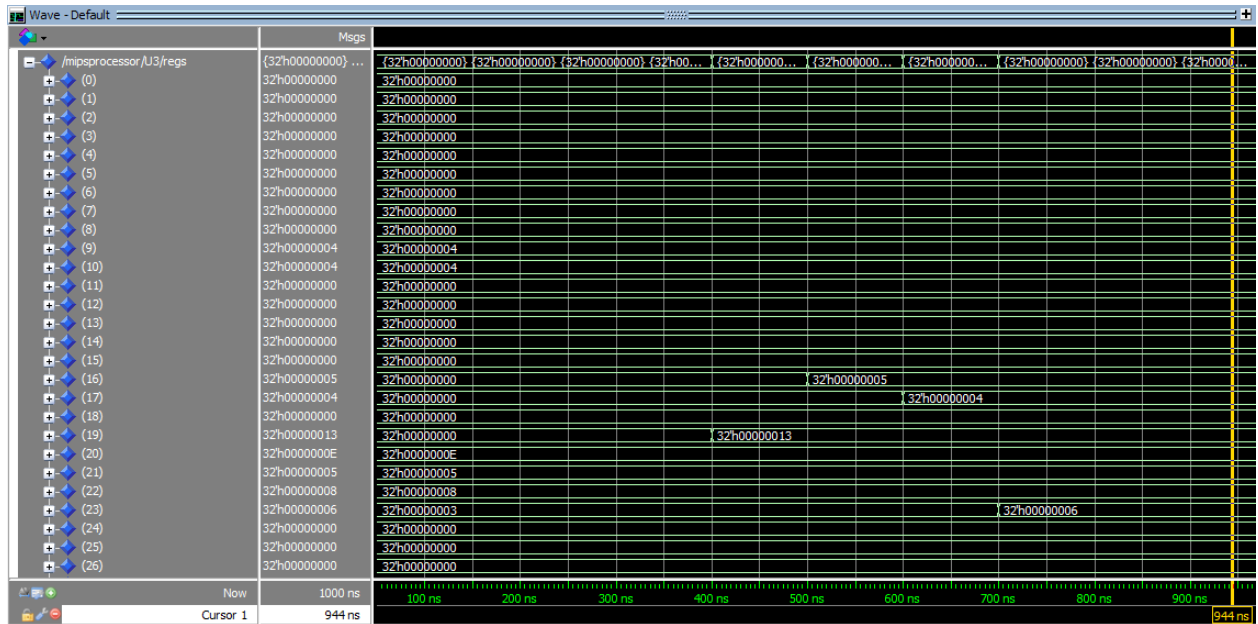 Wave - Default
Msgs
/mipsprocessor/U3/regs {32'h00000000} ... {32'h00000000} {32'h00000000} {32'h00000000} {32'h00... {32'h000000... {32'h000000... {32'h000000... {32'h00000000} {32'h00000000} {32'h0000...
(0) 32'h00000000 32'h00000000
(1) 32'h00000000 32'h00000000
(2) 32'h00000000 32'h00000000
(3) 32'h00000000 32'h00000000
(4) 32'h00000000 32'h00000000
(5) 32'h00000000 32'h00000000
(6) 32'h00000000 32'h00000000
(7) 32'h00000000 32'h00000000
(8) 32'h00000000 32'h00000000
(9) 32'h00000004 32'h00000004
(10) 32'h00000004 32'h00000004
(11) 32'h00000000 32'h00000000
(12) 32'h00000000 32'h00000000
(13) 32'h00000000 32'h00000000
(14) 32'h00000000 32'h00000000
(15) 32'h00000000 32'h00000000
(16) 32'h00000005 32'h00000000 32'h00000005
(17) 32'h00000004 32'h00000000 32'h00000004
(18) 32'h00000000 32'h00000000
(19) 32'h00000013 32'h00000000 32'h00000013
(20) 32'h0000000E 32'h0000000E
(21) 32'h00000005 32'h00000005
(22) 32'h00000008 32'h00000008
(23) 32'h00000006 32'h00000003 32'h00000006
(24) 32'h00000000 32'h00000000
(25) 32'h00000000 32'h00000000
(26) 32'h00000000 32'h00000000
Now 1000 ns 100 ns 200 ns 300 ns 400 ns 500 ns 600 ns 700 ns 800 ns 900 ns
Cursor 1 944 ns 944 ns